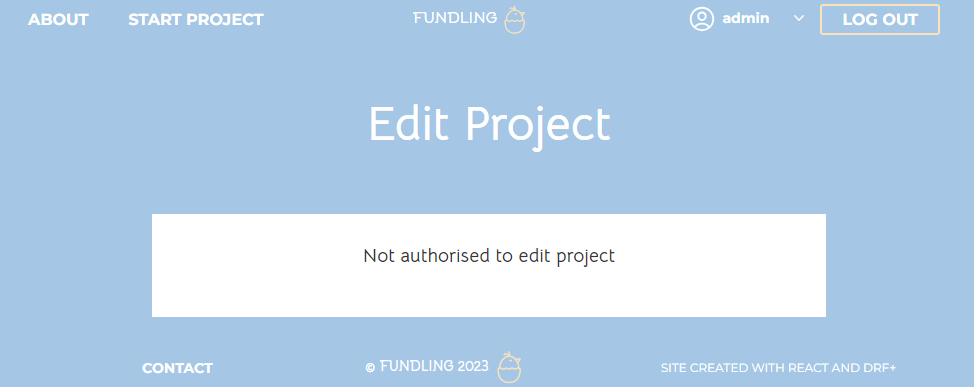 ABOUT START PROJECT FUNDLING admin LOG OUT
Edit Project
Not authorised to edit project
CONTACT © FUNDLING 2023 SITE CREATED WITH REACT AND DRF+